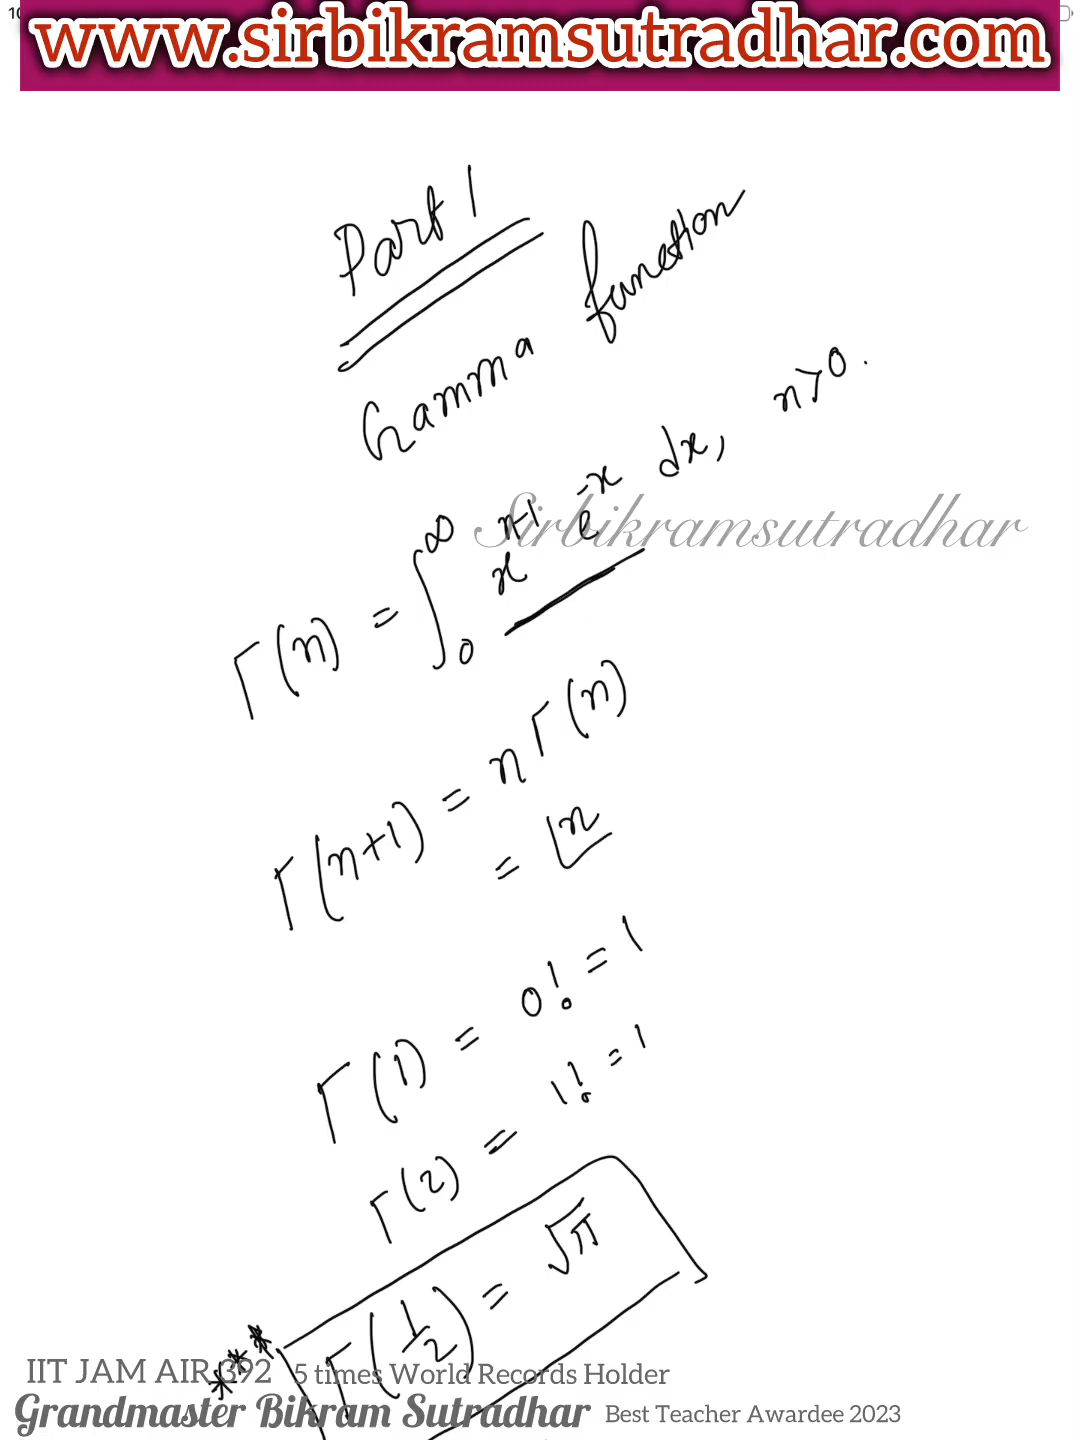 www.sirbikramsutradhar.com
Part 1
Gamma function
Γ(n) = ∫₀^∞ x^(n-1) e^(-x) dx, n>0.
Sirbikramsutradhar
Γ(n+1) = n Γ(n)
= ⌊n
Γ(1) = 0! = 1
Γ(2) = 1! = 1
*** Γ(1/2) = √π
IIT JAM AIR 392 5 times World Records Holder
Grandmaster Bikram Sutradhar Best Teacher Awardee 2023